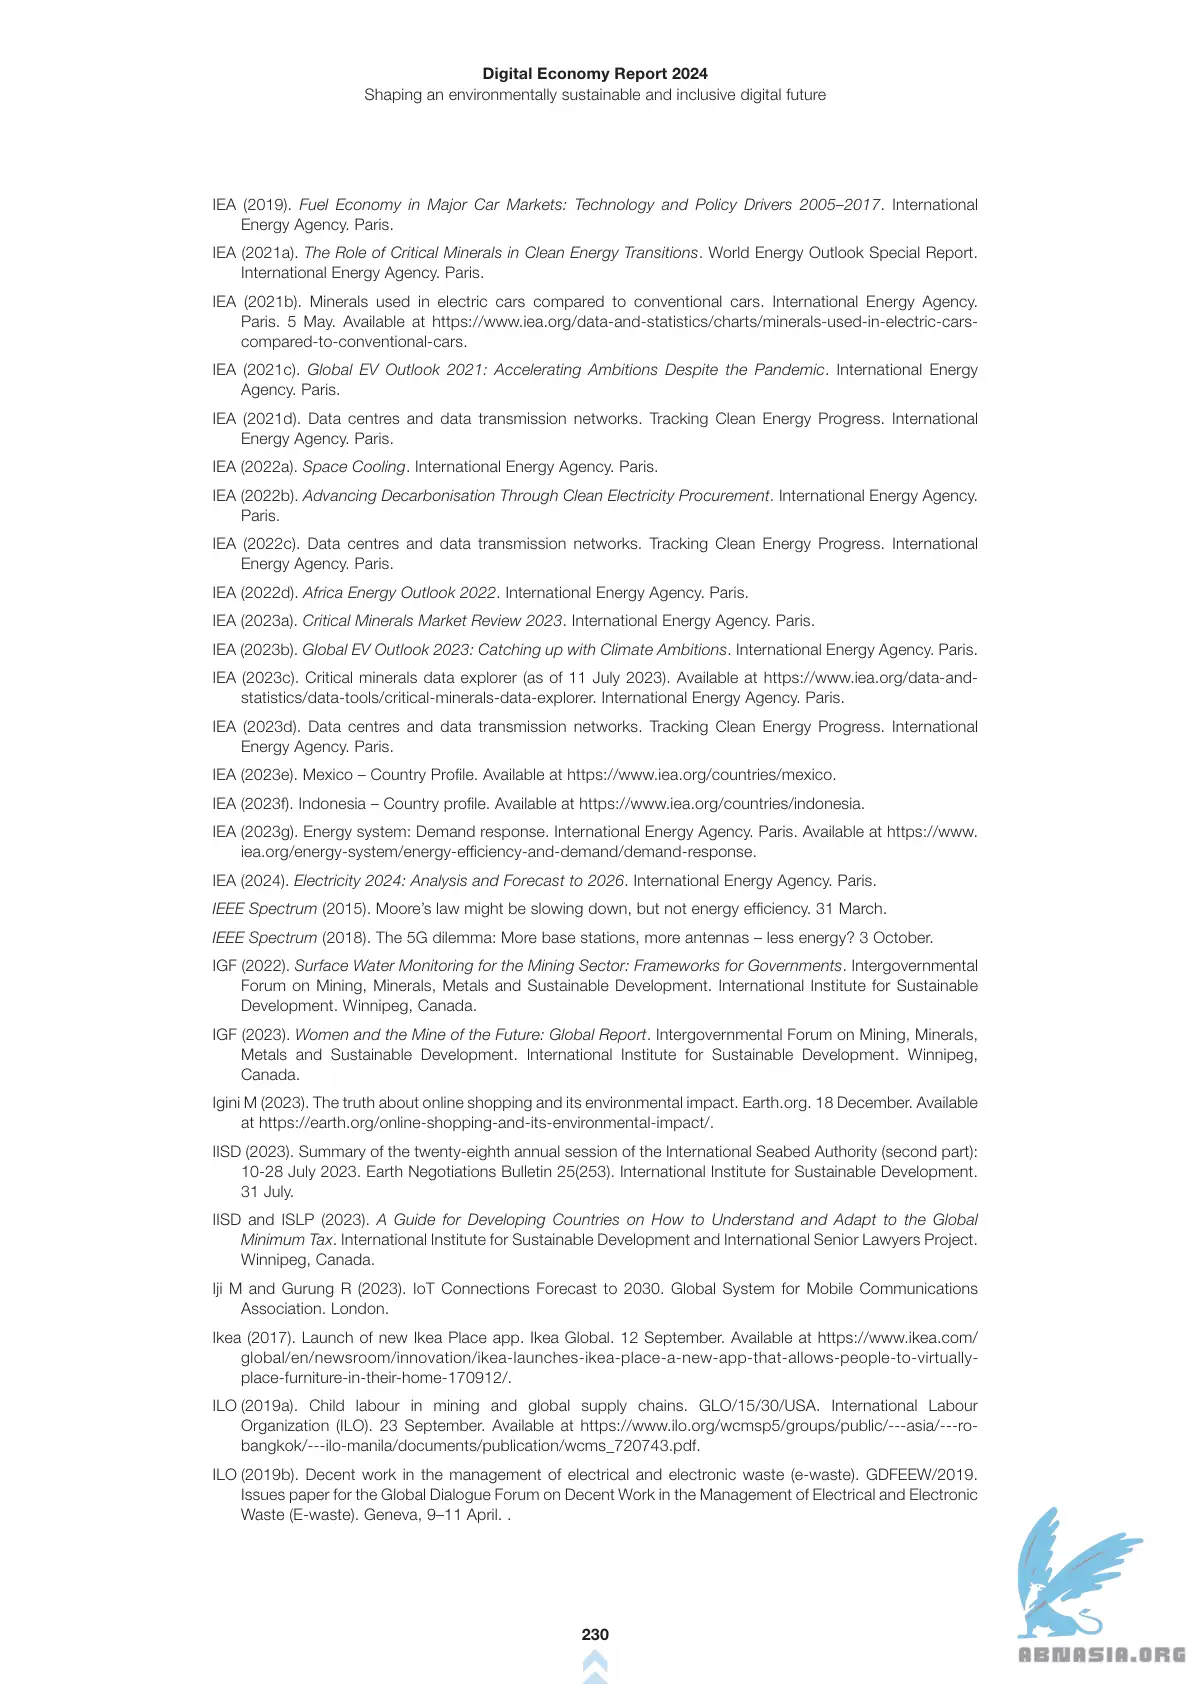 Digital Economy Report 2024
Shaping an environmentally sustainable and inclusive digital future
IEA (2019). Fuel Economy in Major Car Markets: Technology and Policy Drivers 2005–2017. International
Energy Agency. Paris.
IEA (2021a). The Role of Critical Minerals in Clean Energy Transitions. World Energy Outlook Special Report.
International Energy Agency. Paris.
IEA (2021b). Minerals used in electric cars compared to conventional cars. International Energy Agency.
Paris. 5 May. Available at https://www.iea.org/data-and-statistics/charts/minerals-used-in-electric-cars-
compared-to-conventional-cars.
IEA (2021c). Global EV Outlook 2021: Accelerating Ambitions Despite the Pandemic. International Energy
Agency. Paris.
IEA (2021d). Data centres and data transmission networks. Tracking Clean Energy Progress. International
Energy Agency. Paris.
IEA (2022a). Space Cooling. International Energy Agency. Paris.
IEA (2022b). Advancing Decarbonisation Through Clean Electricity Procurement. International Energy Agency.
Paris.
IEA (2022c). Data centres and data transmission networks. Tracking Clean Energy Progress. International
Energy Agency. Paris.
IEA (2022d). Africa Energy Outlook 2022. International Energy Agency. Paris.
IEA (2023a). Critical Minerals Market Review 2023. International Energy Agency. Paris.
IEA (2023b). Global EV Outlook 2023: Catching up with Climate Ambitions. International Energy Agency. Paris.
IEA (2023c). Critical minerals data explorer (as of 11 July 2023). Available at https://www.iea.org/data-and-
statistics/data-tools/critical-minerals-data-explorer. International Energy Agency. Paris.
IEA (2023d). Data centres and data transmission networks. Tracking Clean Energy Progress. International
Energy Agency. Paris.
IEA (2023e). Mexico – Country Profile. Available at https://www.iea.org/countries/mexico.
IEA (2023f). Indonesia – Country profile. Available at https://www.iea.org/countries/indonesia.
IEA (2023g). Energy system: Demand response. International Energy Agency. Paris. Available at https://www.
iea.org/energy-system/energy-efficiency-and-demand/demand-response.
IEA (2024). Electricity 2024: Analysis and Forecast to 2026. International Energy Agency. Paris.
IEEE Spectrum (2015). Moore’s law might be slowing down, but not energy efficiency. 31 March.
IEEE Spectrum (2018). The 5G dilemma: More base stations, more antennas – less energy? 3 October.
IGF (2022). Surface Water Monitoring for the Mining Sector: Frameworks for Governments. Intergovernmental
Forum on Mining, Minerals, Metals and Sustainable Development. International Institute for Sustainable
Development. Winnipeg, Canada.
IGF (2023). Women and the Mine of the Future: Global Report. Intergovernmental Forum on Mining, Minerals,
Metals and Sustainable Development. International Institute for Sustainable Development. Winnipeg,
Canada.
Igini M (2023). The truth about online shopping and its environmental impact. Earth.org. 18 December. Available
at https://earth.org/online-shopping-and-its-environmental-impact/.
IISD (2023). Summary of the twenty-eighth annual session of the International Seabed Authority (second part):
10-28 July 2023. Earth Negotiations Bulletin 25(253). International Institute for Sustainable Development.
31 July.
IISD and ISLP (2023). A Guide for Developing Countries on How to Understand and Adapt to the Global
Minimum Tax. International Institute for Sustainable Development and International Senior Lawyers Project.
Winnipeg, Canada.
Iji M and Gurung R (2023). IoT Connections Forecast to 2030. Global System for Mobile Communications
Association. London.
Ikea (2017). Launch of new Ikea Place app. Ikea Global. 12 September. Available at https://www.ikea.com/
global/en/newsroom/innovation/ikea-launches-ikea-place-a-new-app-that-allows-people-to-virtually-
place-furniture-in-their-home-170912/.
ILO (2019a). Child labour in mining and global supply chains. GLO/15/30/USA. International Labour
Organization (ILO). 23 September. Available at https://www.ilo.org/wcmsp5/groups/public/---asia/---ro-
bangkok/---ilo-manila/documents/publication/wcms_720743.pdf.
ILO (2019b). Decent work in the management of electrical and electronic waste (e-waste). GDFEEW/2019.
Issues paper for the Global Dialogue Forum on Decent Work in the Management of Electrical and Electronic
Waste (E-waste). Geneva, 9–11 April. .
230
ABNASIA.ORG